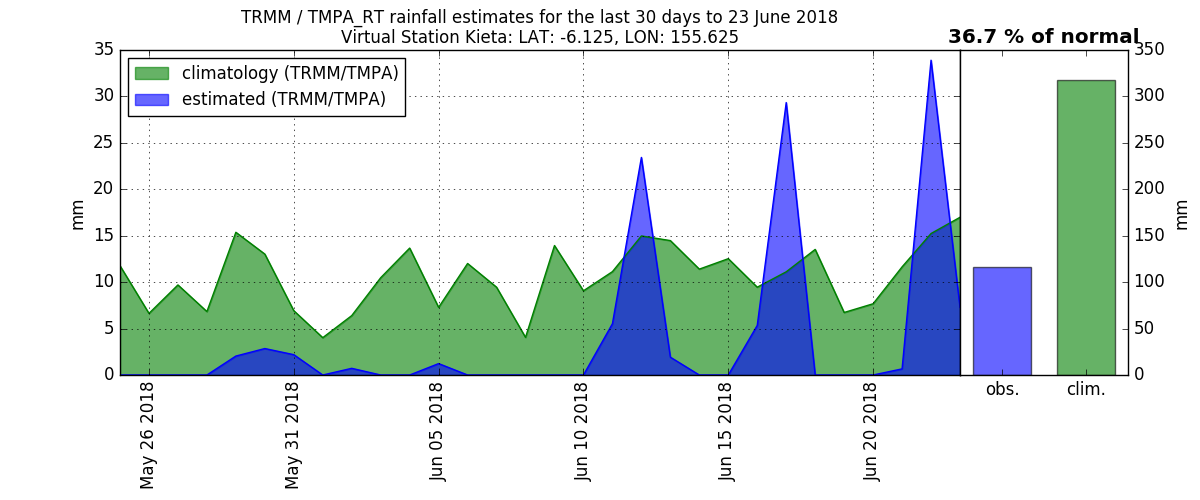 TRMM / TMPA_RT rainfall estimates for the last 30 days to 23 June 2018
Virtual Station Kieta: LAT: -6.125, LON: 155.625
36.7 % of normal
climatology (TRMM/TMPA)
estimated (TRMM/TMPA)
mm
35
30
25
20
15
10
5
0
May 26 2018
May 31 2018
Jun 05 2018
Jun 10 2018
Jun 15 2018
Jun 20 2018
obs.
clim.
350
300
250
200
150
100
50
0
mm